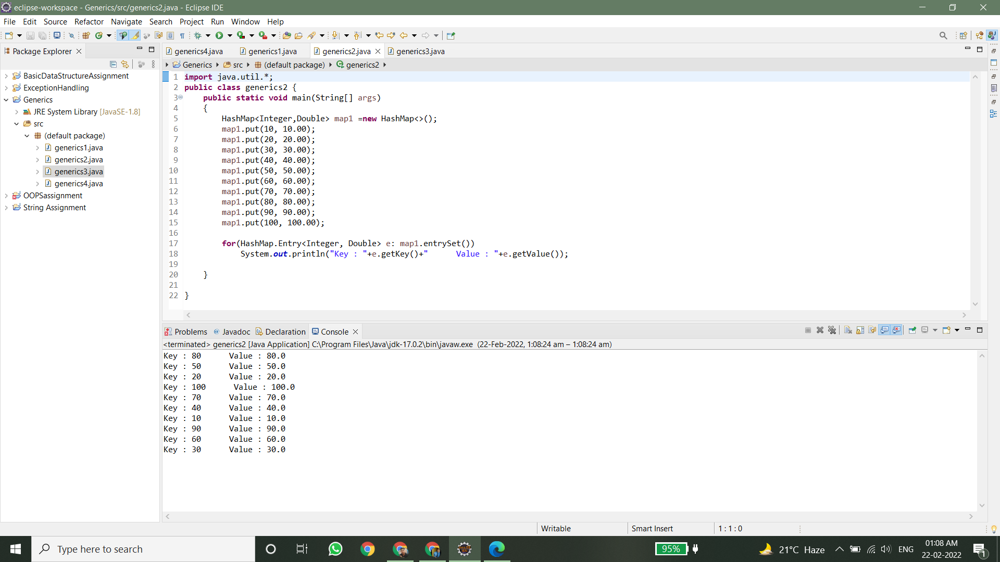 eclipse-workspace - Generics/src/generics2.java - Eclipse IDE
File Edit Source Refactor Navigate Search Project Run Window Help
Package Explorer
generics4.java generics1.java generics2.java generics3.java
Generics src (default package) generics2
BasicDataStructureAssignment
ExceptionHandling
Generics
JRE System Library [JavaSE-1.8]
src
(default package)
generics1.java
generics2.java
generics3.java
generics4.java
OOPSassignment
String Assignment
1 import java.util.*;
2 public class generics2 {
3     public static void main(String[] args)
4     {
5         HashMap<Integer,Double> map1 =new HashMap<>();
6         map1.put(10, 10.00);
7         map1.put(20, 20.00);
8         map1.put(30, 30.00);
9         map1.put(40, 40.00);
10         map1.put(50, 50.00);
11         map1.put(60, 60.00);
12         map1.put(70, 70.00);
13         map1.put(80, 80.00);
14         map1.put(90, 90.00);
15         map1.put(100, 100.00);
16
17         for(HashMap.Entry<Integer, Double> e: map1.entrySet())
18             System.out.println("Key : "+e.getKey()+"      Value : "+e.getValue());
19
20     }
21
22 }
Problems @ Javadoc Declaration Console
<terminated> generics2 [Java Application] C:\Program Files\Java\jdk-17.0.2\bin\javaw.exe (22-Feb-2022, 1:08:24 am – 1:08:24 am)
Key : 80      Value : 80.0
Key : 50      Value : 50.0
Key : 20      Value : 20.0
Key : 100      Value : 100.0
Key : 70      Value : 70.0
Key : 40      Value : 40.0
Key : 10      Value : 10.0
Key : 90      Value : 90.0
Key : 60      Value : 60.0
Key : 30      Value : 30.0
Writable Smart Insert 1 : 1 : 0
Type here to search
95%
21°C Haze
ENG
01:08 AM
22-02-2022
1